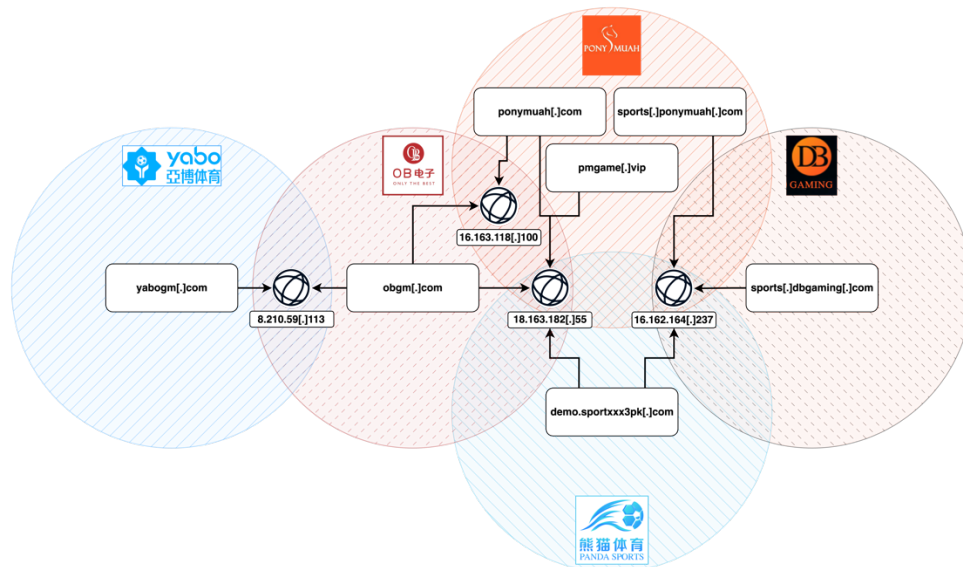 PONY MUAH
ponymuah[.]com
sports[.]ponymuah[.]com
yabo
亞博体育
OB
OB电子
ONLY THE BEST
pmgame[.]vip
DB
GAMING
16.163.118[.]100
yabogm[.]com
obgm[.]com
sports[.]dbgaming[.]com
8.210.59[.]113
18.163.182[.]55
16.162.164[.]237
demo.sportxxx3pk[.]com
熊猫体育
PANDA SPORTS